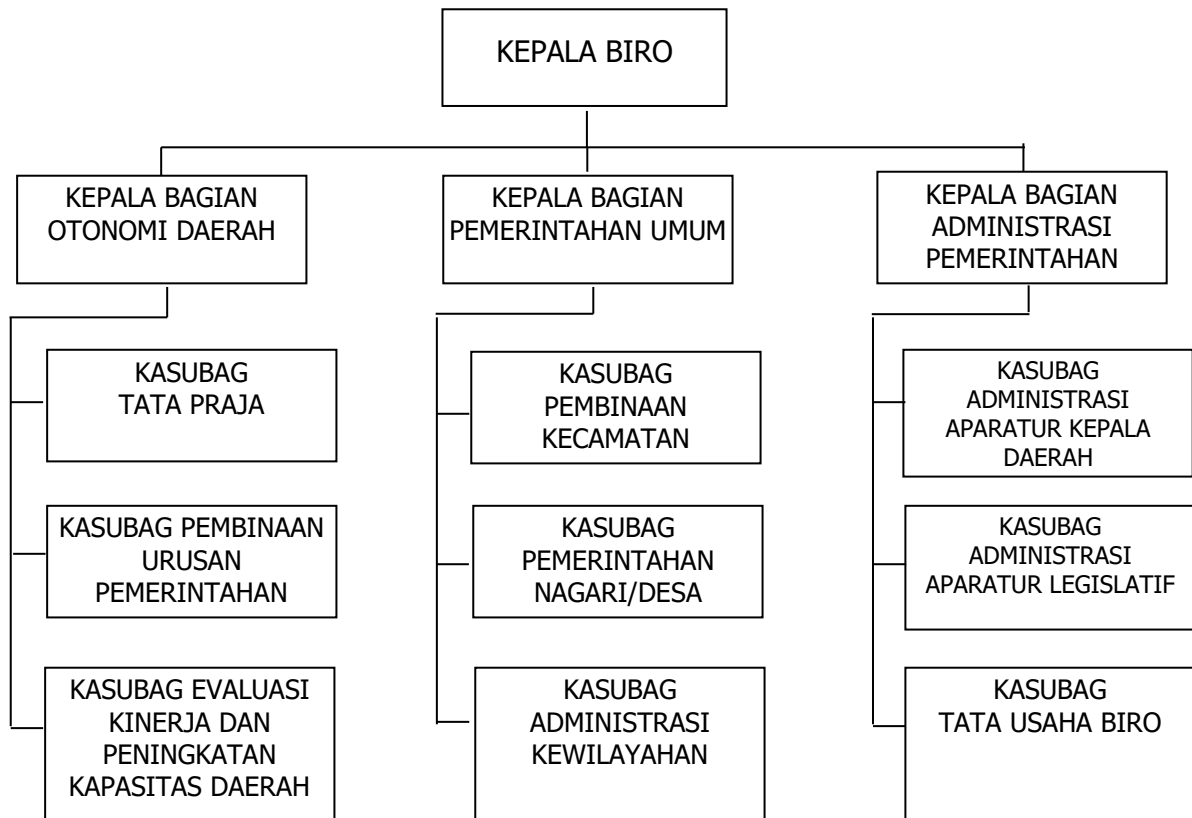 KEPALA BIRO
KEPALA BAGIAN
OTONOMI DAERAH
KEPALA BAGIAN
PEMERINTAHAN UMUM
KEPALA BAGIAN
ADMINISTRASI
PEMERINTAHAN
KASUBAG
TATA PRAJA
KASUBAG
PEMBINAAN
KECAMATAN
KASUBAG
ADMINISTRASI
APARATUR KEPALA
DAERAH
KASUBAG PEMBINAAN
URUSAN
PEMERINTAHAN
KASUBAG
PEMERINTAHAN
NAGARI/DESA
KASUBAG
ADMINISTRASI
APARATUR LEGISLATIF
KASUBAG EVALUASI
KINERJA DAN
PENINGKATAN
KAPASITAS DAERAH
KASUBAG
ADMINISTRASI
KEWILAYAHAN
KASUBAG
TATA USAHA BIRO